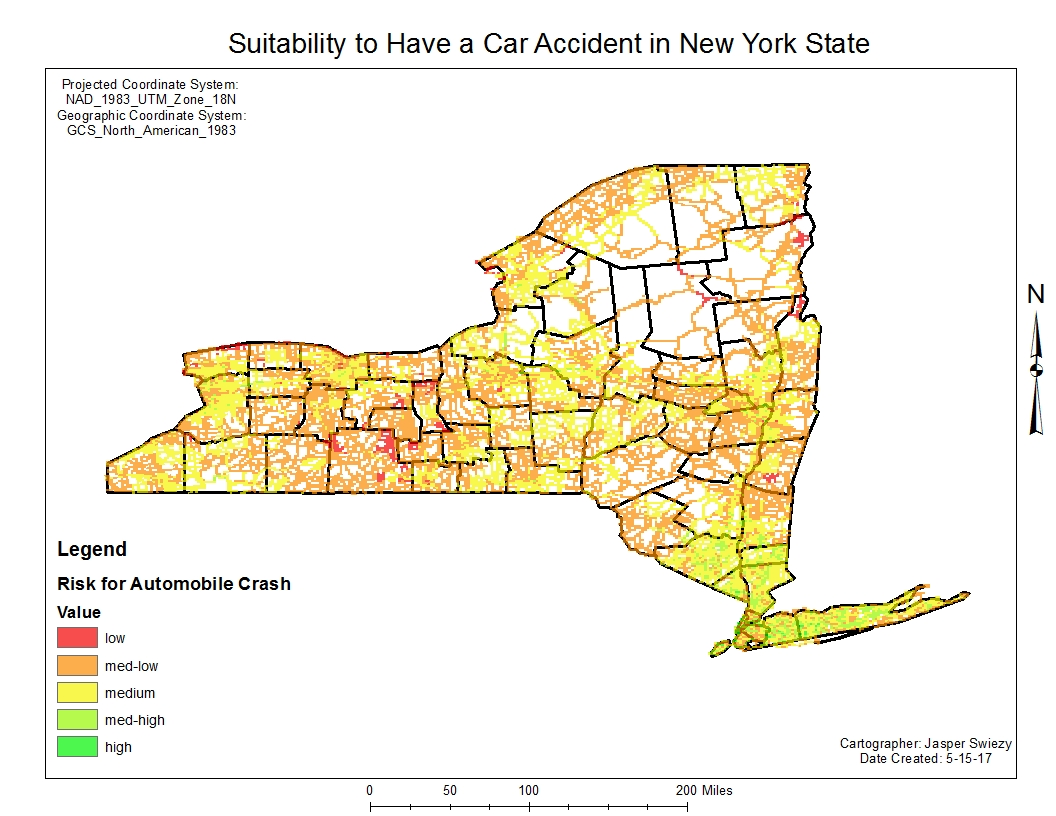 Suitability to Have a Car Accident in New York State
Projected Coordinate System:
NAD_1983_UTM_Zone_18N
Geographic Coordinate System:
GCS_North_American_1983
N
Legend
Risk for Automobile Crash
Value
low
med-low
medium
med-high
high
Cartographer: Jasper Swiezy
Date Created: 5-15-17
0 50 100 200 Miles